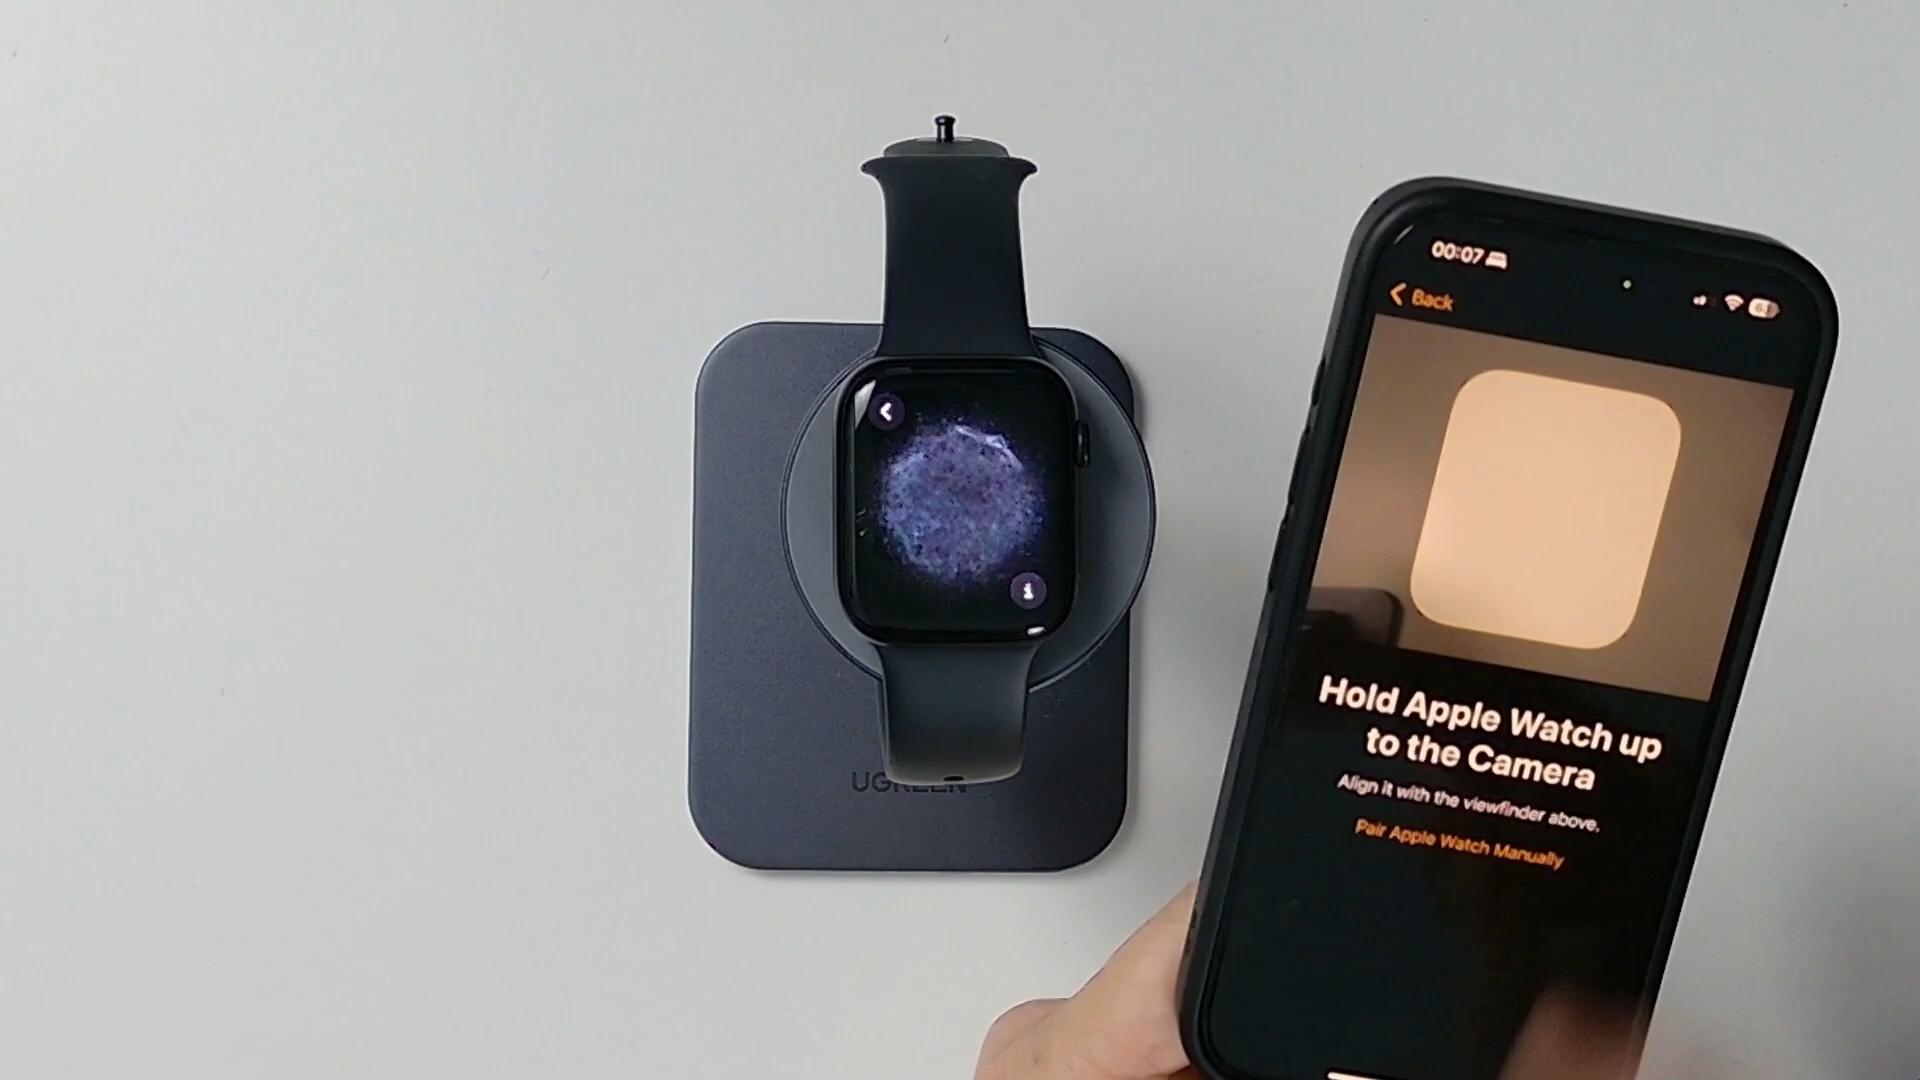 00:07
Back
61
Hold Apple Watch up
to the Camera
Align it with the viewfinder above.
Pair Apple Watch Manually
i
UGREEN